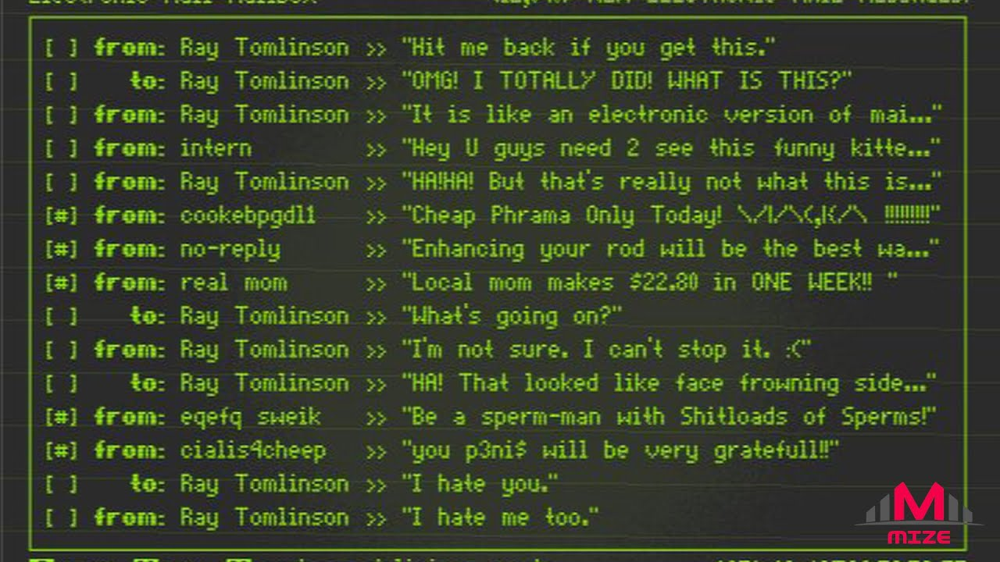 Electronic Mail Mailbox
[ ] from: Ray Tomlinson >> "Hit me back if you get this."
[ ] to: Ray Tomlinson >> "OMG! I TOTALLY DID! WHAT IS THIS?"
[ ] from: Ray Tomlinson >> "It is like an electronic version of mai..."
[ ] from: intern >> "Hey U guys need 2 see this funny kitte..."
[ ] from: Ray Tomlinson >> "HA!HA! But that's really not what this is..."
[#] from: cookebpgdl1 >> "Cheap Phrama Only Today! \/|/\(,|(/\ !!!!!!!!!"
[#] from: no-reply >> "Enhancing your rod will be the best wa..."
[#] from: real mom >> "Local mom makes $22.80 in ONE WEEK!! "
[ ] to: Ray Tomlinson >> "What's going on?"
[ ] from: Ray Tomlinson >> "I'm not sure. I can't stop it. :("
[ ] to: Ray Tomlinson >> "HA! That looked like face frowning side..."
[#] from: eqefq sweik >> "Be a sperm-man with Shitloads of Sperms!"
[#] from: cialis4cheep >> "you p3ni$ will be very gratefull!!"
[ ] to: Ray Tomlinson >> "I hate you."
[ ] from: Ray Tomlinson >> "I hate me too."
M
MIZE